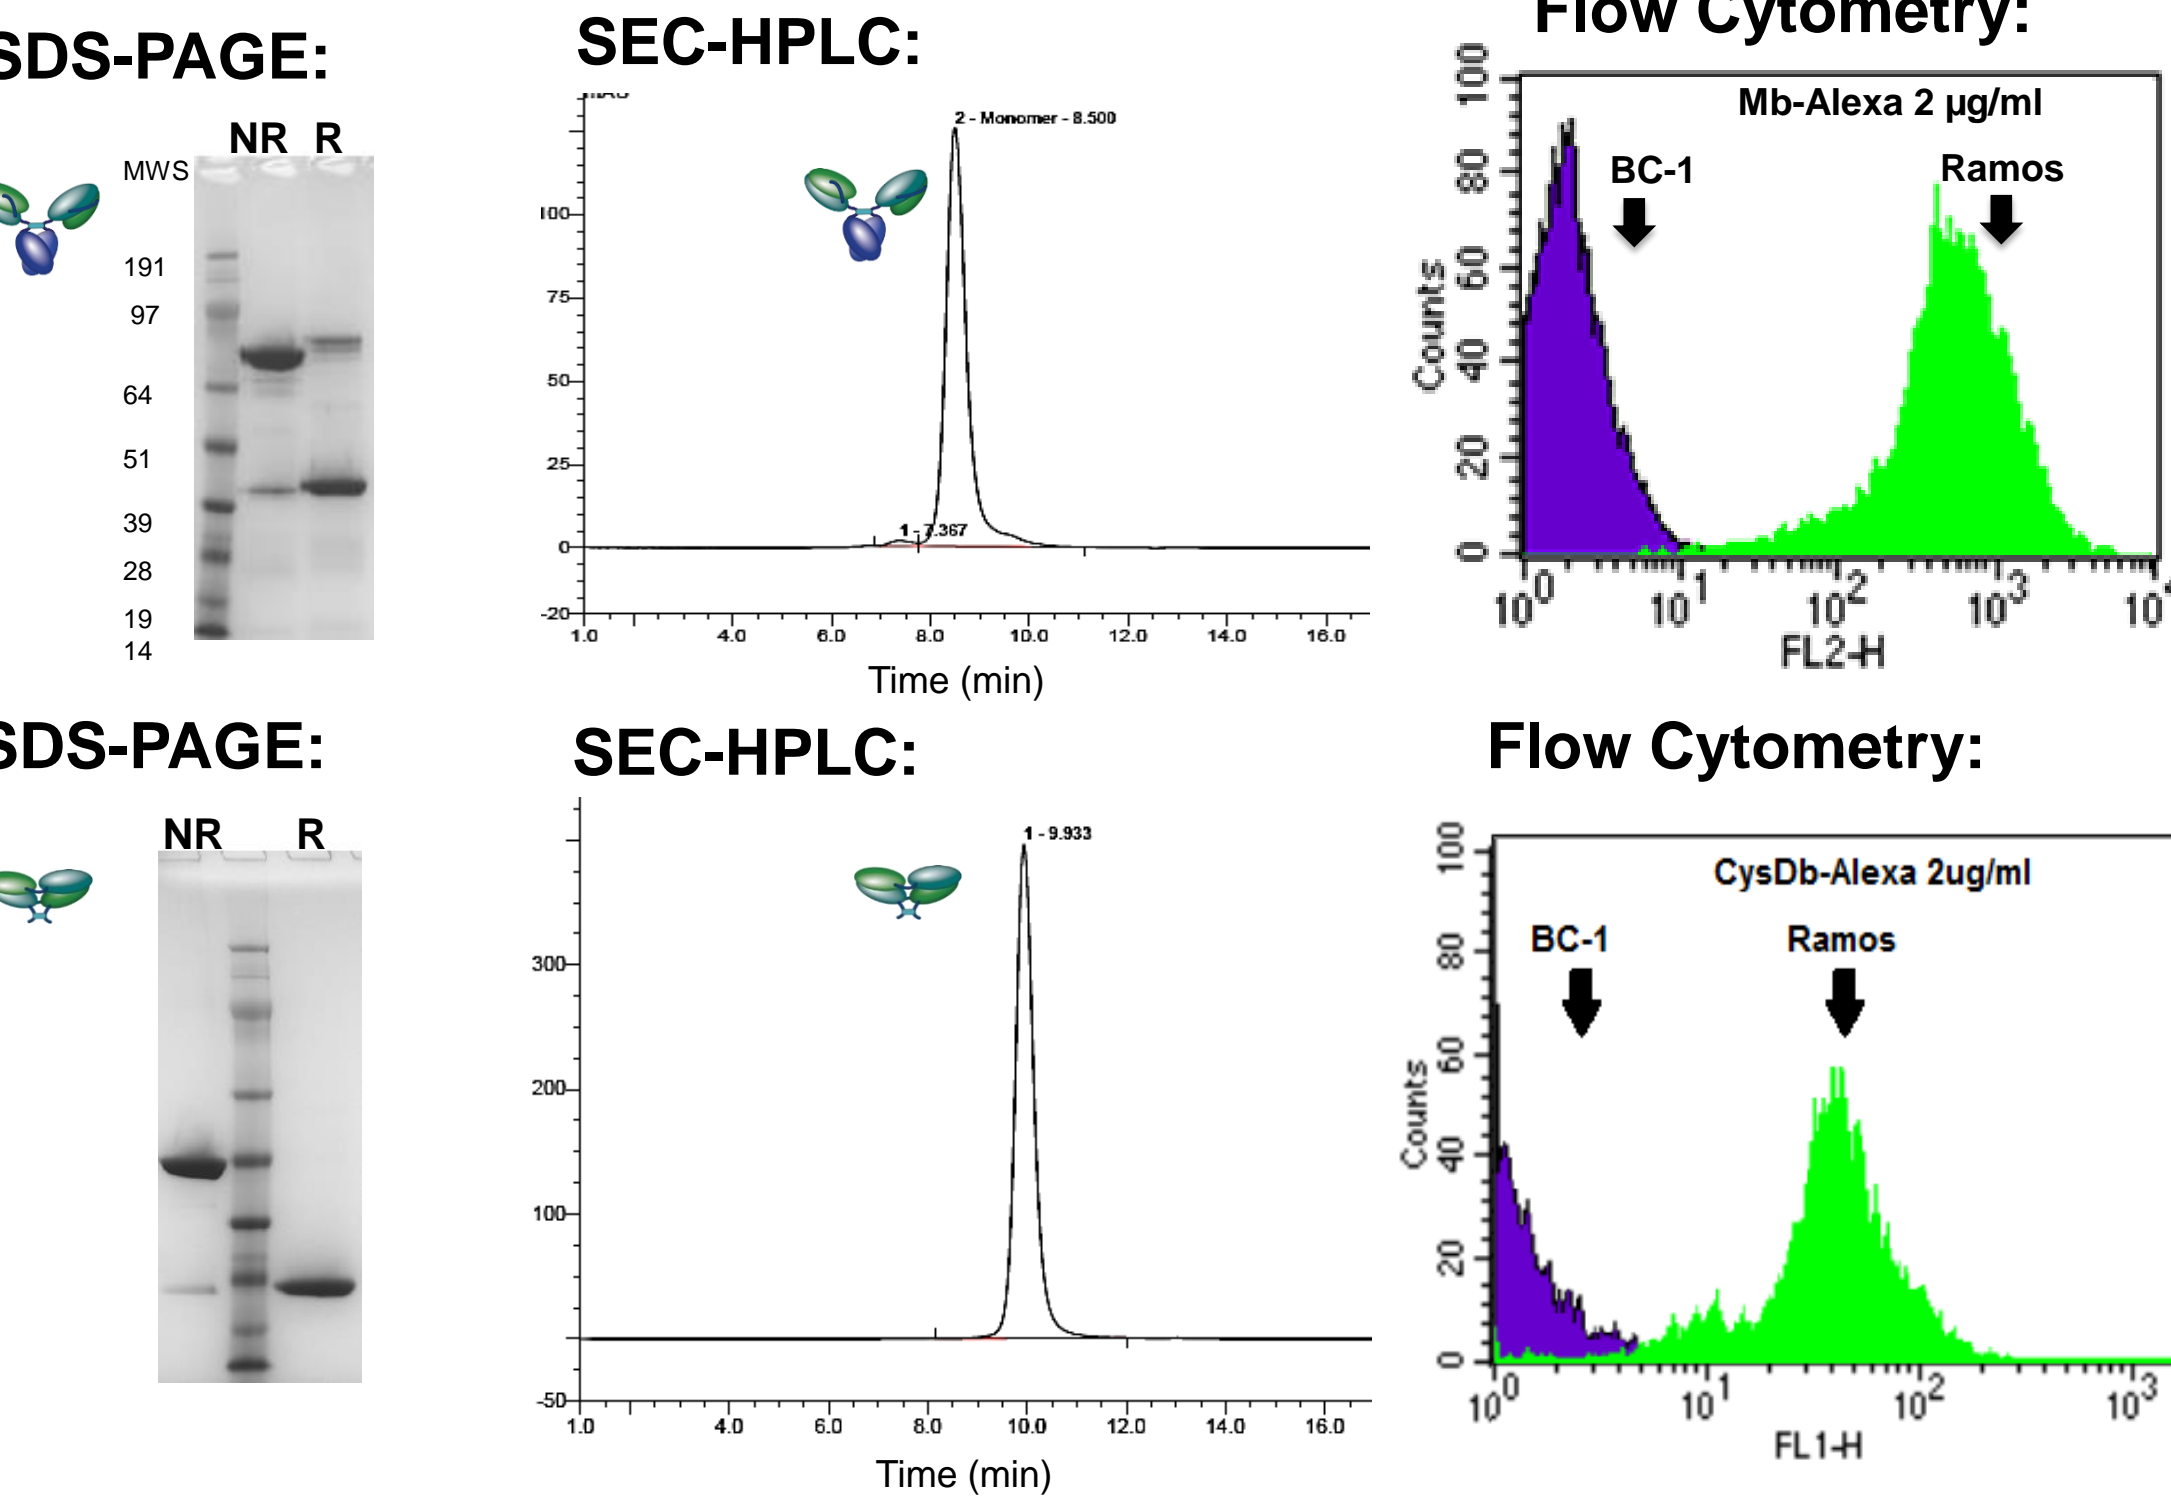 SDS-PAGE:
NR R
MWS
191
97
64
51
39
28
19
14
SEC-HPLC:
2 - Monomer - 8.500
1 - 7.367
100
75
50
25
0
-20
1.0 4.0 6.0 8.0 10.0 12.0 14.0 16.0
Time (min)
Flow Cytometry:
Mb-Alexa 2 µg/ml
BC-1 Ramos
Counts
100
80
60
40
20
0
10^0 10^1 10^2 10^3
FL2-H
SDS-PAGE:
NR R
SEC-HPLC:
1 - 9.933
300
200
100
-50
1.0 4.0 6.0 8.0 10.0 12.0 14.0 16.0
Time (min)
Flow Cytometry:
CysDb-Alexa 2ug/ml
BC-1 Ramos
Counts
100
80
60
40
20
0
10^0 10^1 10^2 10^3
FL1-H